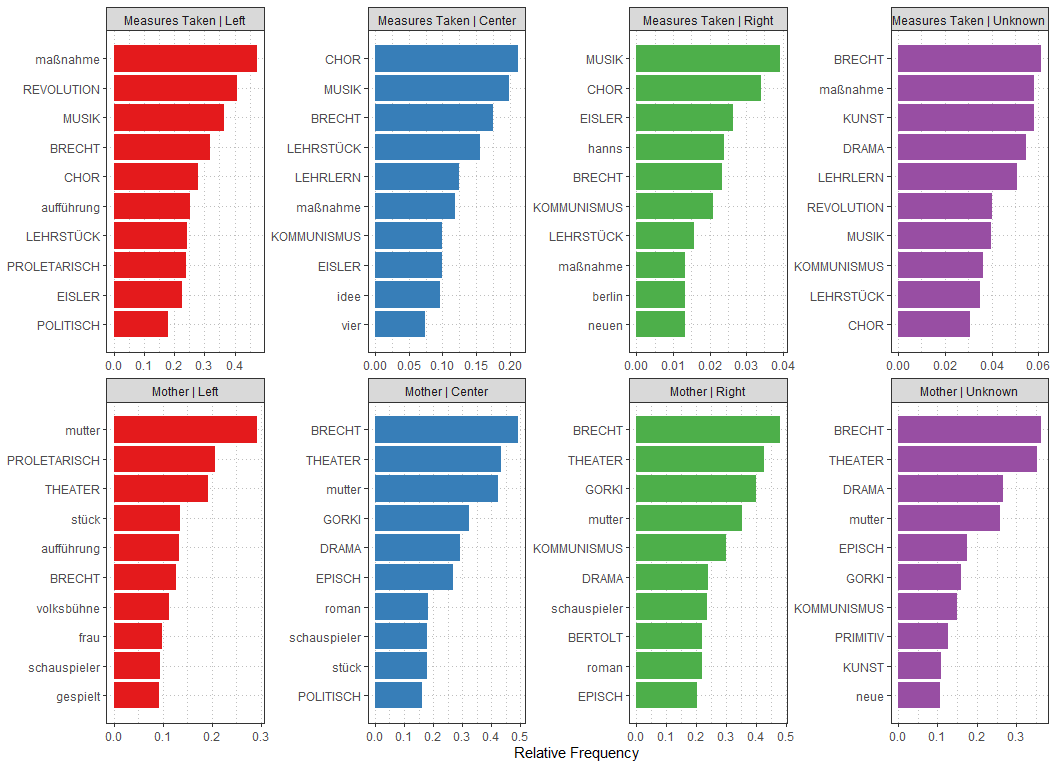 Measures Taken | Left
maßnahme
REVOLUTION
MUSIK
BRECHT
CHOR
aufführung
LEHRSTÜCK
PROLETARISCH
EISLER
POLITISCH
0.0 0.1 0.2 0.3 0.4
Measures Taken | Center
CHOR
MUSIK
BRECHT
LEHRSTÜCK
LEHRLERN
maßnahme
KOMMUNISMUS
EISLER
idee
vier
0.00 0.05 0.10 0.15 0.20
Measures Taken | Right
MUSIK
CHOR
EISLER
hanns
BRECHT
KOMMUNISMUS
LEHRSTÜCK
maßnahme
berlin
neuen
0.00 0.01 0.02 0.03 0.04
Measures Taken | Unknown
BRECHT
maßnahme
KUNST
DRAMA
LEHRLERN
REVOLUTION
MUSIK
KOMMUNISMUS
LEHRSTÜCK
CHOR
0.00 0.02 0.04 0.06
Mother | Left
mutter
PROLETARISCH
THEATER
stück
aufführung
BRECHT
volksbühne
frau
schauspieler
gespielt
0.0 0.1 0.2 0.3
Mother | Center
BRECHT
THEATER
mutter
GORKI
DRAMA
EPISCH
roman
schauspieler
stück
POLITISCH
0.0 0.1 0.2 0.3 0.4 0.5
Mother | Right
BRECHT
THEATER
GORKI
mutter
KOMMUNISMUS
DRAMA
schauspieler
BERTOLT
roman
EPISCH
0.0 0.1 0.2 0.3 0.4 0.5
Mother | Unknown
BRECHT
THEATER
DRAMA
mutter
EPISCH
GORKI
KOMMUNISMUS
PRIMITIV
KUNST
neue
0.0 0.1 0.2 0.3
Relative Frequency